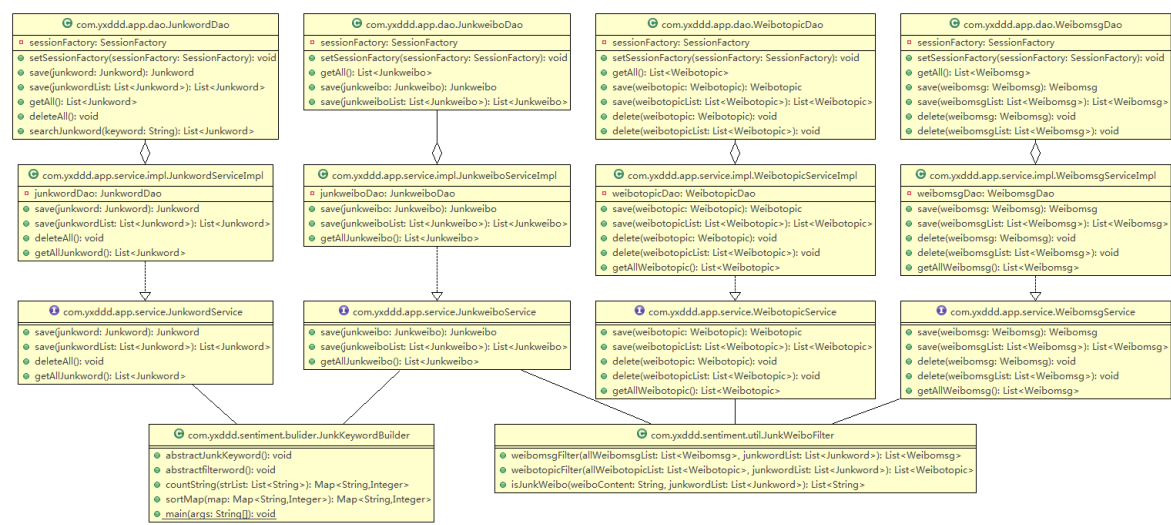 com.yxddd.app.dao.JunkwordDao
sessionFactory: SessionFactory
setSessionFactory(sessionFactory: SessionFactory): void
save(junkword: Junkword): Junkword
save(junkwordList: List<Junkword>): List<Junkword>
getAll(): List<Junkword>
deleteAll(): void
searchJunkword(keyword: String): List<Junkword>
com.yxddd.app.dao.JunkweiboDao
sessionFactory: SessionFactory
setSessionFactory(sessionFactory: SessionFactory): void
getAll(): List<Junkweibo>
save(junkweibo: Junkweibo): Junkweibo
save(junkweiboList: List<Junkweibo>): List<Junkweibo>
com.yxddd.app.dao.WeibotopicDao
sessionFactory: SessionFactory
setSessionFactory(sessionFactory: SessionFactory): void
getAll(): List<Weibotopic>
save(weibotopic: Weibotopic): Weibotopic
save(weibotopicList: List<Weibotopic>): List<Weibotopic>
delete(weibotopic: Weibotopic): void
delete(weibotopicList: List<Weibotopic>): void
com.yxddd.app.dao.WeibomsgDao
sessionFactory: SessionFactory
setSessionFactory(sessionFactory: SessionFactory): void
getAll(): List<Weibomsg>
save(weibomsg: Weibomsg): Weibomsg
save(weibomsgList: List<Weibomsg>): List<Weibomsg>
delete(weibomsg: Weibomsg): void
delete(weibomsgList: List<Weibomsg>): void
com.yxddd.app.service.impl.JunkwordServiceImpl
junkwordDao: JunkwordDao
save(junkword: Junkword): Junkword
save(junkwordList: List<Junkword>): List<Junkword>
deleteAll(): void
getAllJunkword(): List<Junkword>
com.yxddd.app.service.impl.JunkweiboServiceImpl
junkweiboDao: JunkweiboDao
save(junkweibo: Junkweibo): Junkweibo
save(junkweiboList: List<Junkweibo>): List<Junkweibo>
getAllJunkweibo(): List<Junkweibo>
com.yxddd.app.service.impl.WeibotopicServiceImpl
weibotopicDao: WeibotopicDao
save(weibotopic: Weibotopic): Weibotopic
save(weibotopicList: List<Weibotopic>): List<Weibotopic>
delete(weibotopic: Weibotopic): void
delete(weibotopicList: List<Weibotopic>): void
getAllWeibotopic(): List<Weibotopic>
com.yxddd.app.service.impl.WeibomsgServiceImpl
weibomsgDao: WeibomsgDao
save(weibomsg: Weibomsg): Weibomsg
save(weibomsgList: List<Weibomsg>): List<Weibomsg>
delete(weibomsg: Weibomsg): void
delete(weibomsgList: List<Weibomsg>): void
getAllWeibomsg(): List<Weibomsg>
com.yxddd.app.service.JunkwordService
save(junkword: Junkword): Junkword
save(junkwordList: List<Junkword>): List<Junkword>
deleteAll(): void
getAllJunkword(): List<Junkword>
com.yxddd.app.service.JunkweiboService
save(junkweibo: Junkweibo): Junkweibo
save(junkweiboList: List<Junkweibo>): List<Junkweibo>
getAllJunkweibo(): List<Junkweibo>
com.yxddd.app.service.WeibotopicService
save(weibotopic: Weibotopic): Weibotopic
save(weibotopicList: List<Weibotopic>): List<Weibotopic>
delete(weibotopic: Weibotopic): void
delete(weibotopicList: List<Weibotopic>): void
getAllWeibotopic(): List<Weibotopic>
com.yxddd.app.service.WeibomsgService
save(weibomsg: Weibomsg): Weibomsg
save(weibomsgList: List<Weibomsg>): List<Weibomsg>
delete(weibomsg: Weibomsg): void
delete(weibomsgList: List<Weibomsg>): void
getAllWeibomsg(): List<Weibomsg>
com.yxddd.sentiment.bulider.JunkKeywordBuilder
abstractJunkKeyword(): void
abstractfilterword(): void
countString(strList: List<String>): Map<String,Integer>
sortMap(map: Map<String,Integer>): Map<String,Integer>
main(args: String[]): void
com.yxddd.sentiment.util.JunkWeiboFilter
weibomsgFilter(allWeibomsgList: List<Weibomsg>, junkwordList: List<Junkword>): List<Weibomsg>
weibotopicFilter(allWeibotopicList: List<Weibotopic>, junkwordList: List<Junkword>): List<Weibotopic>
isJunkWeibo(weiboContent: String, junkwordList: List<Junkword>): List<String>